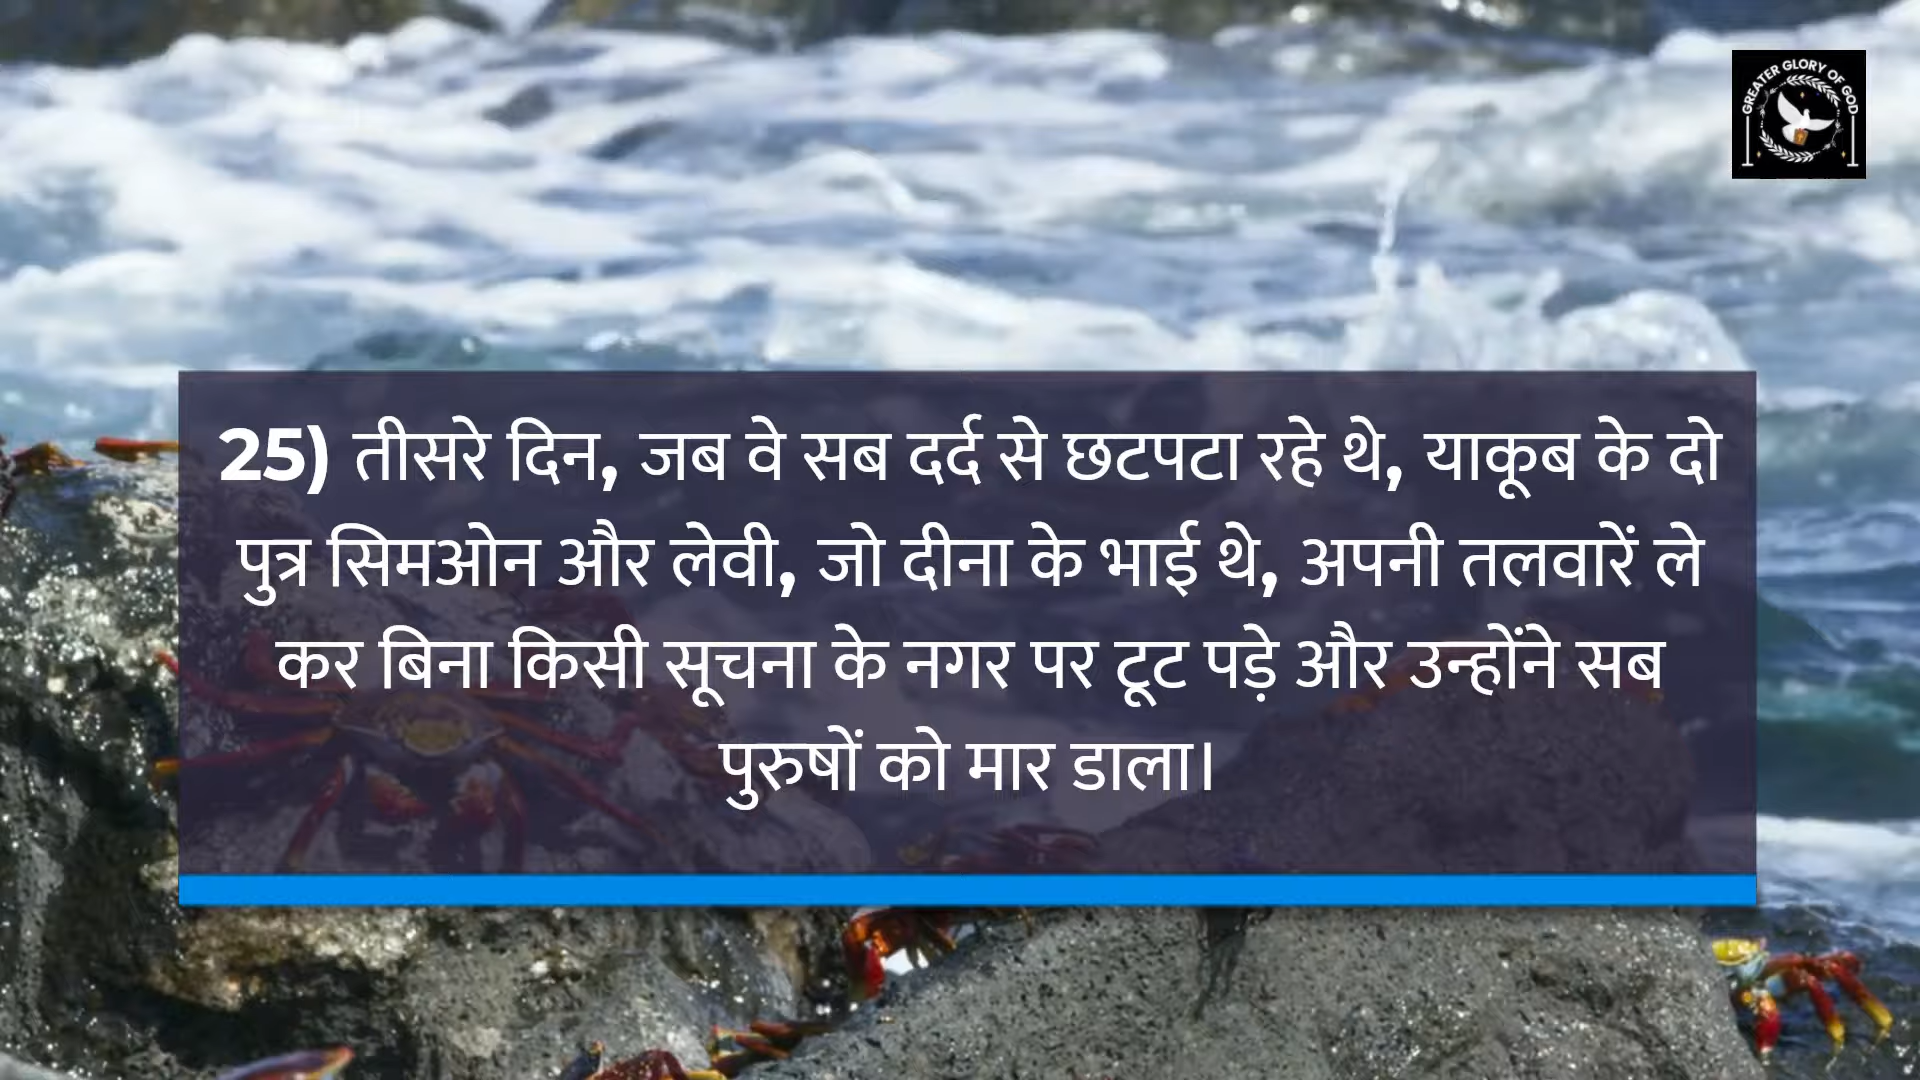 GREATER GLORY OF GOD
25) तीसरे दिन, जब वे सब दर्द से छटपटा रहे थे, याकूब के दो
पुत्र सिमओन और लेवी, जो दीना के भाई थे, अपनी तलवारें ले
कर बिना किसी सूचना के नगर पर टूट पड़े और उन्होंने सब
पुरुषों को मार डाला।